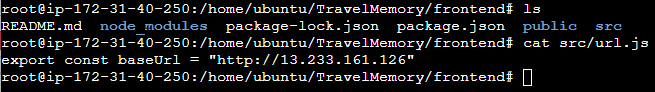 root@ip-172-31-40-250:/home/ubuntu/TravelMemory/frontend# ls
README.md  node_modules  package-lock.json  package.json  public  src
root@ip-172-31-40-250:/home/ubuntu/TravelMemory/frontend# cat src/url.js
export const baseUrl = "http://13.233.161.126"
root@ip-172-31-40-250:/home/ubuntu/TravelMemory/frontend#